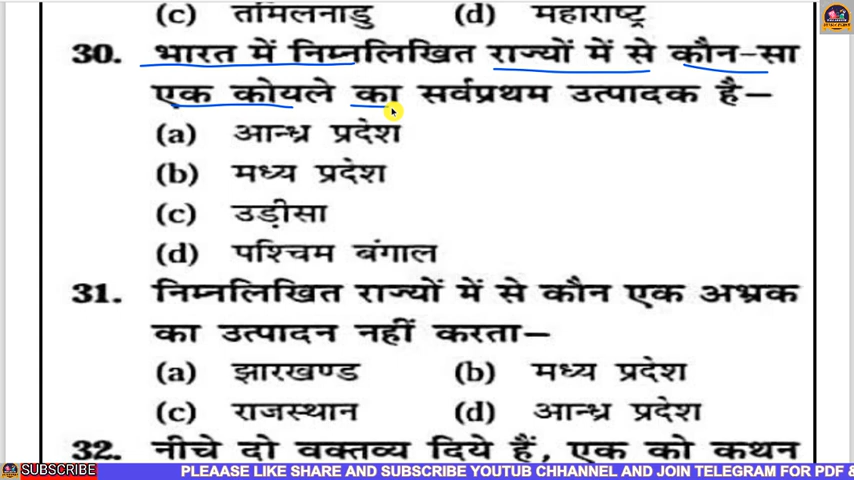 (c) तमिलनाडु (d) महाराष्ट्र
30. भारत में निम्नलिखित राज्यों में से कौन-सा
एक कोयले का सर्वप्रथम उत्पादक है—
(a) आन्ध्र प्रदेश
(b) मध्य प्रदेश
(c) उड़ीसा
(d) पश्चिम बंगाल
31. निम्नलिखित राज्यों में से कौन एक अभ्रक
का उत्पादन नहीं करता—
(a) झारखण्ड (b) मध्य प्रदेश
(c) राजस्थान (d) आन्ध्र प्रदेश
32. नीचे दो वक्तव्य दिये हैं, एक को कथन
SUBSCRIBE PLEAASE LIKE SHARE AND SUBSCRIBE YOUTUB CHHANNEL AND JOIN TELEGRAM FOR PDF &